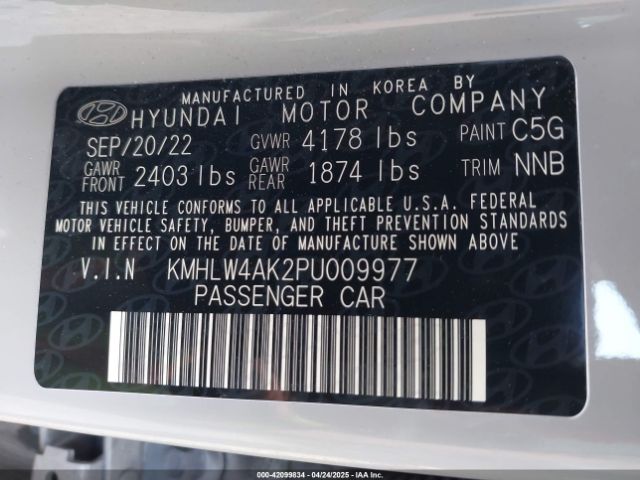 MANUFACTURED IN KOREA BY
HYUNDAI MOTOR COMPANY
SEP/20/22 GVWR 4178 lbs PAINT C5G
GAWR FRONT 2403 lbs GAWR REAR 1874 lbs TRIM NNB
THIS VEHICLE CONFORMS TO ALL APPLICABLE U.S.A. FEDERAL
MOTOR VEHICLE SAFETY, BUMPER, AND THEFT PREVENTION STANDARDS
IN EFFECT ON THE DATE OF MANUFACTURE SHOWN ABOVE.
V.I.N KMHLW4AK2PU009977
PASSENGER CAR
000-42099834 - 04/24/2025 - IAA Inc.